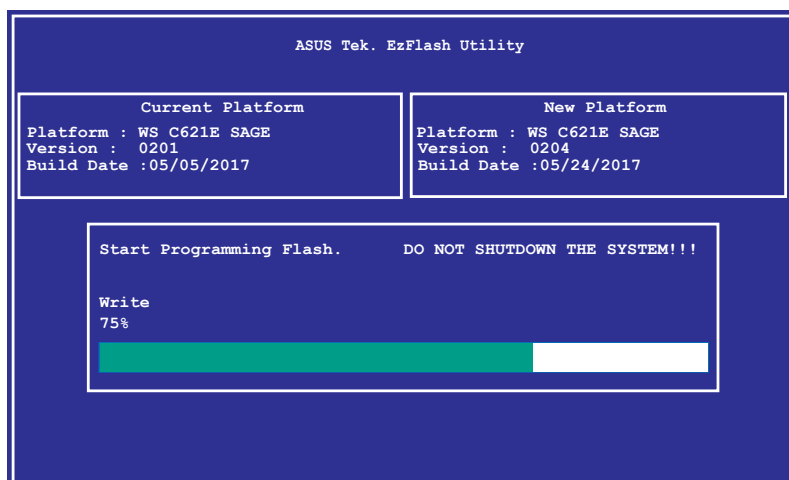 ASUS Tek. EzFlash Utility
Current Platform
Platform : WS C621E SAGE
Version : 0201
Build Date :05/05/2017
New Platform
Platform : WS C621E SAGE
Version : 0204
Build Date :05/24/2017
Start Programming Flash. DO NOT SHUTDOWN THE SYSTEM!!!
Write
75%